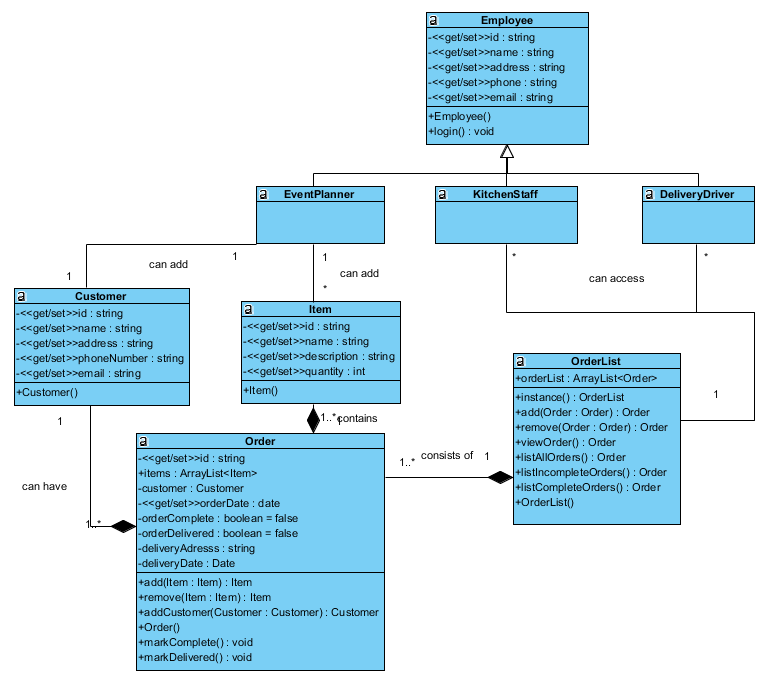 Employee
-<<get/set>>id : string
-<<get/set>>name : string
-<<get/set>>address : string
-<<get/set>>phone : string
-<<get/set>>email : string
+Employee()
+login() : void
EventPlanner
KitchenStaff
DeliveryDriver
1
can add
1
1
can add
*
*
can access
*
1
Customer
-<<get/set>>id : string
-<<get/set>>name : string
-<<get/set>>address : string
-<<get/set>>phoneNumber : string
-<<get/set>>email : string
+Customer()
Item
-<<get/set>>id : string
-<<get/set>>name : string
-<<get/set>>description : string
-<<get/set>>quantity : int
+Item()
OrderList
+orderList : ArrayList<Order>
+instance() : OrderList
+add(Order : Order) : Order
+remove(Order : Order) : Order
+viewOrder() : Order
+listAllOrders() : Order
+listIncompleteOrders() : Order
+listCompleteOrders() : Order
+OrderList()
1
can have
1..*
1..*
1
contains
1..*
consists of
1
Order
-<<get/set>>id : string
+items : ArrayList<Item>
-customer : Customer
-<<get/set>>orderDate : date
-orderComplete : boolean = false
-orderDelivered : boolean = false
-deliveryAdresss : string
-deliveryDate : Date
+add(Item : Item) : Item
+remove(Item : Item) : Item
+addCustomer(Customer : Customer) : Customer
+Order()
+markComplete() : void
+markDelivered() : void